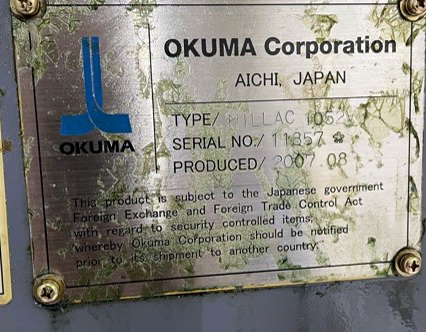 OKUMA Corporation
AICHI, JAPAN
OKUMA
TYPE/ MILLAC 1052V
SERIAL NO./ 11357 *
PRODUCED/ 2007.08
This product is subject to the Japanese government
Foreign Exchange and Foreign Trade Control Act
with regard to security controlled items;
whereby Okuma Corporation should be notified
prior to its shipment to another country.